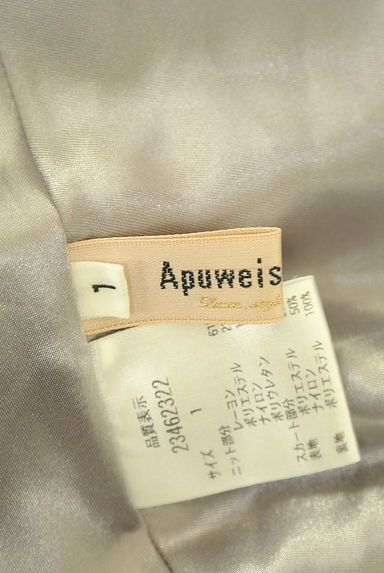 1
Apuweis
品質表示
23462322
サイズ 1
ニット部分
レーヨン 61
ポリエステル 2
ナイロン
ポリウレタン
スカート部分
ポリエステル 50%
表地 ナイロン
裏地 ポリエステル 100%